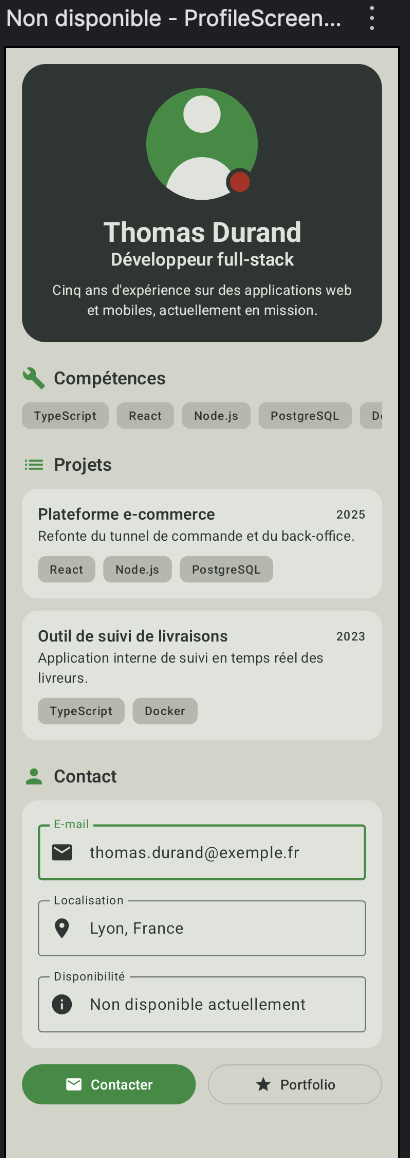 Non disponible - ProfileScreen...
Thomas Durand
Développeur full-stack
Cinq ans d'expérience sur des applications web
et mobiles, actuellement en mission.
Compétences
TypeScript React Node.js PostgreSQL
Projets
Plateforme e-commerce 2025
Refonte du tunnel de commande et du back-office.
React Node.js PostgreSQL
Outil de suivi de livraisons 2023
Application interne de suivi en temps réel des
livreurs.
TypeScript Docker
Contact
E-mail
thomas.durand@exemple.fr
Localisation
Lyon, France
Disponibilité
Non disponible actuellement
Contacter Portfolio